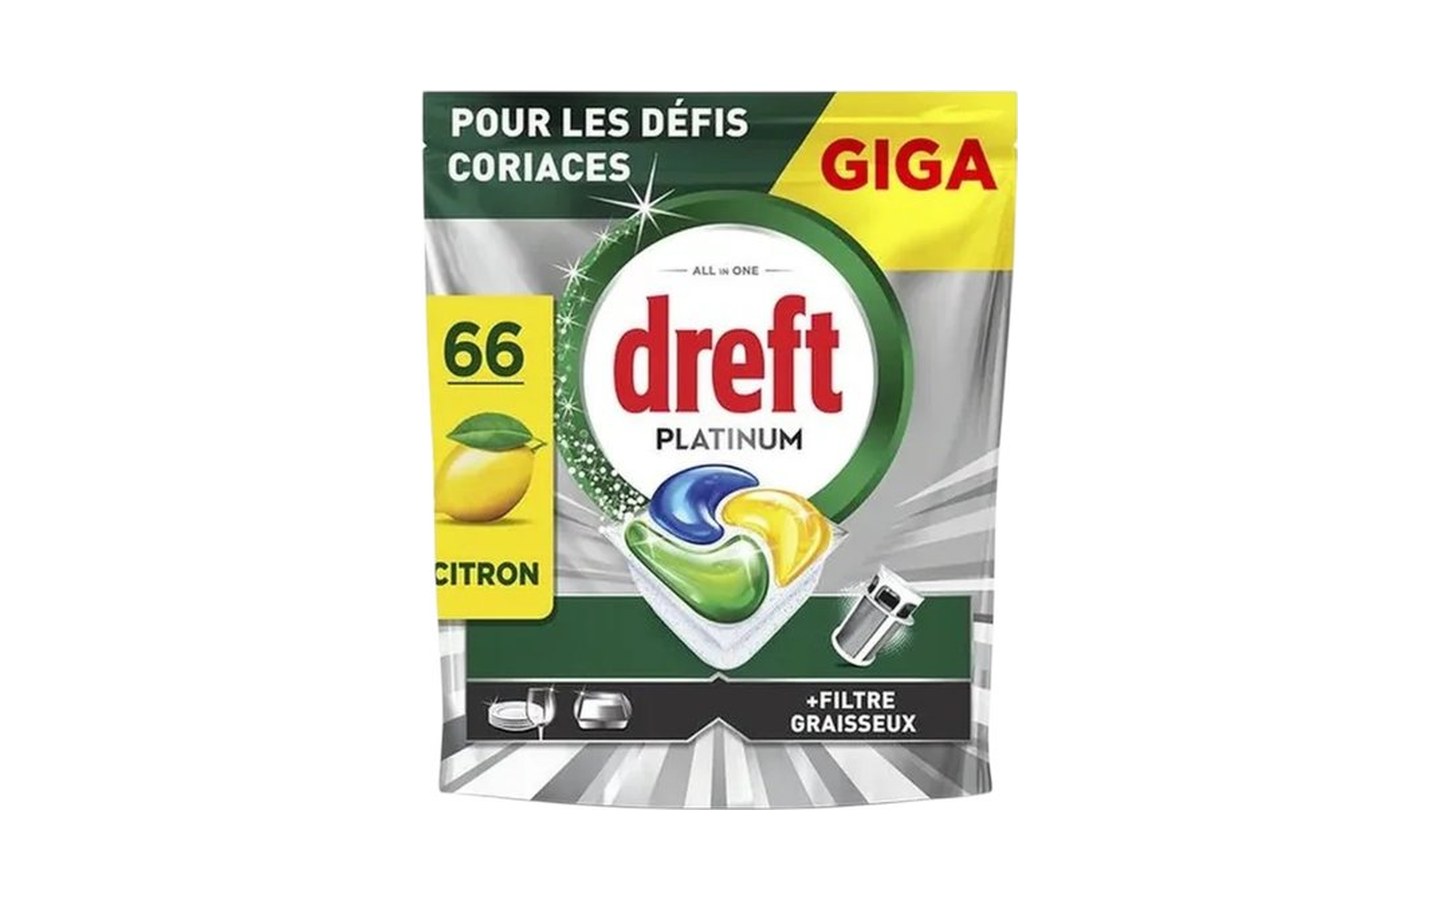 POUR LES DÉFIS
CORIACES
GIGA
ALL IN ONE
dreft
PLATINUM
66
CITRON
+FILTRE
GRAISSEUX